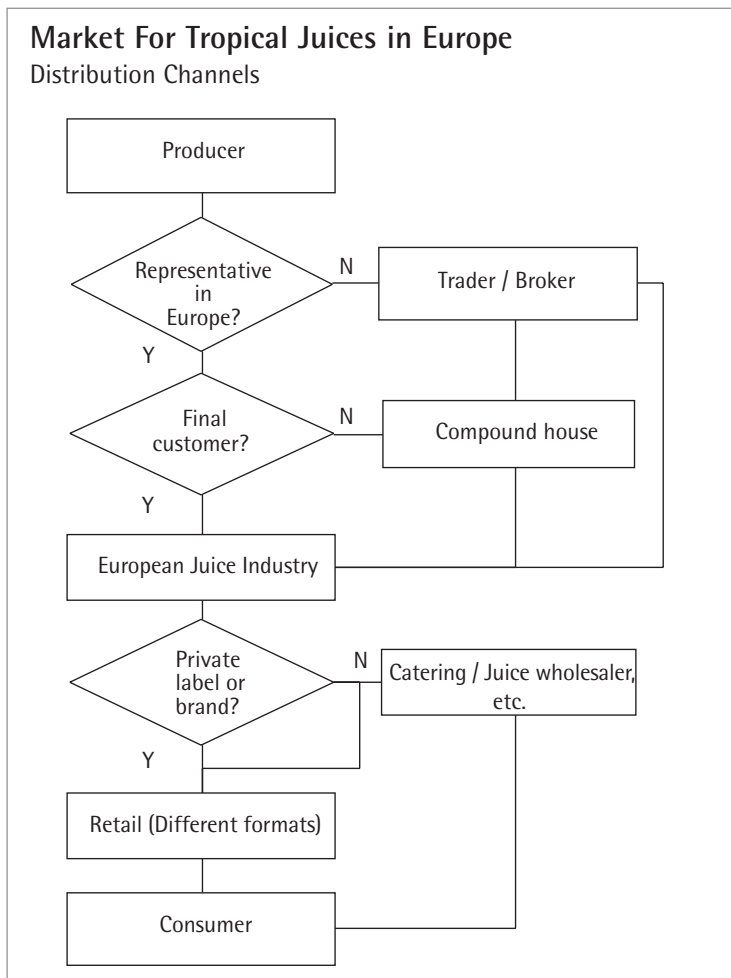 Market For Tropical Juices in Europe
Distribution Channels
Producer
Representative
in
Europe?
N
Trader / Broker
Y
Final
customer?
N
Compound house
Y
European Juice Industry
Private
label or
brand?
N
Catering / Juice wholesaler,
etc.
Y
Retail (Different formats)
Consumer